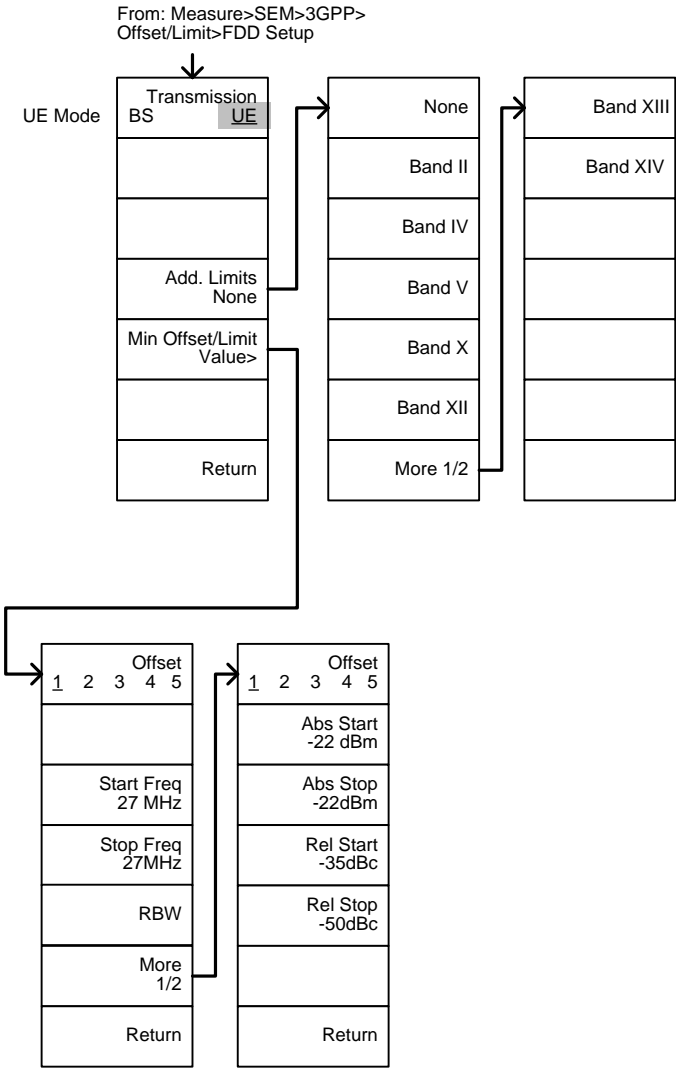 From: Measure>SEM>3GPP>
Offset/Limit>FDD Setup
UE Mode
Transmission
BS UE
Add. Limits
None
Min Offset/Limit
Value>
Return
None
Band II
Band IV
Band V
Band X
Band XII
More 1/2
Band XIII
Band XIV
Offset
1 2 3 4 5
Start Freq
27 MHz
Stop Freq
27MHz
RBW
More
1/2
Return
Offset
1 2 3 4 5
Abs Start
-22 dBm
Abs Stop
-22dBm
Rel Start
-35dBc
Rel Stop
-50dBc
Return